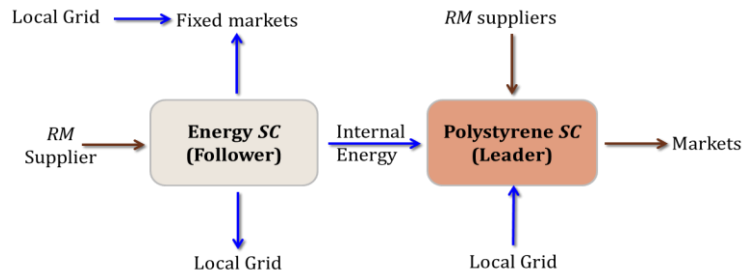 Local Grid
Fixed markets
RM suppliers
RM
Supplier
Energy SC
(Follower)
Internal
Energy
Polystyrene SC
(Leader)
Markets
Local Grid
Local Grid